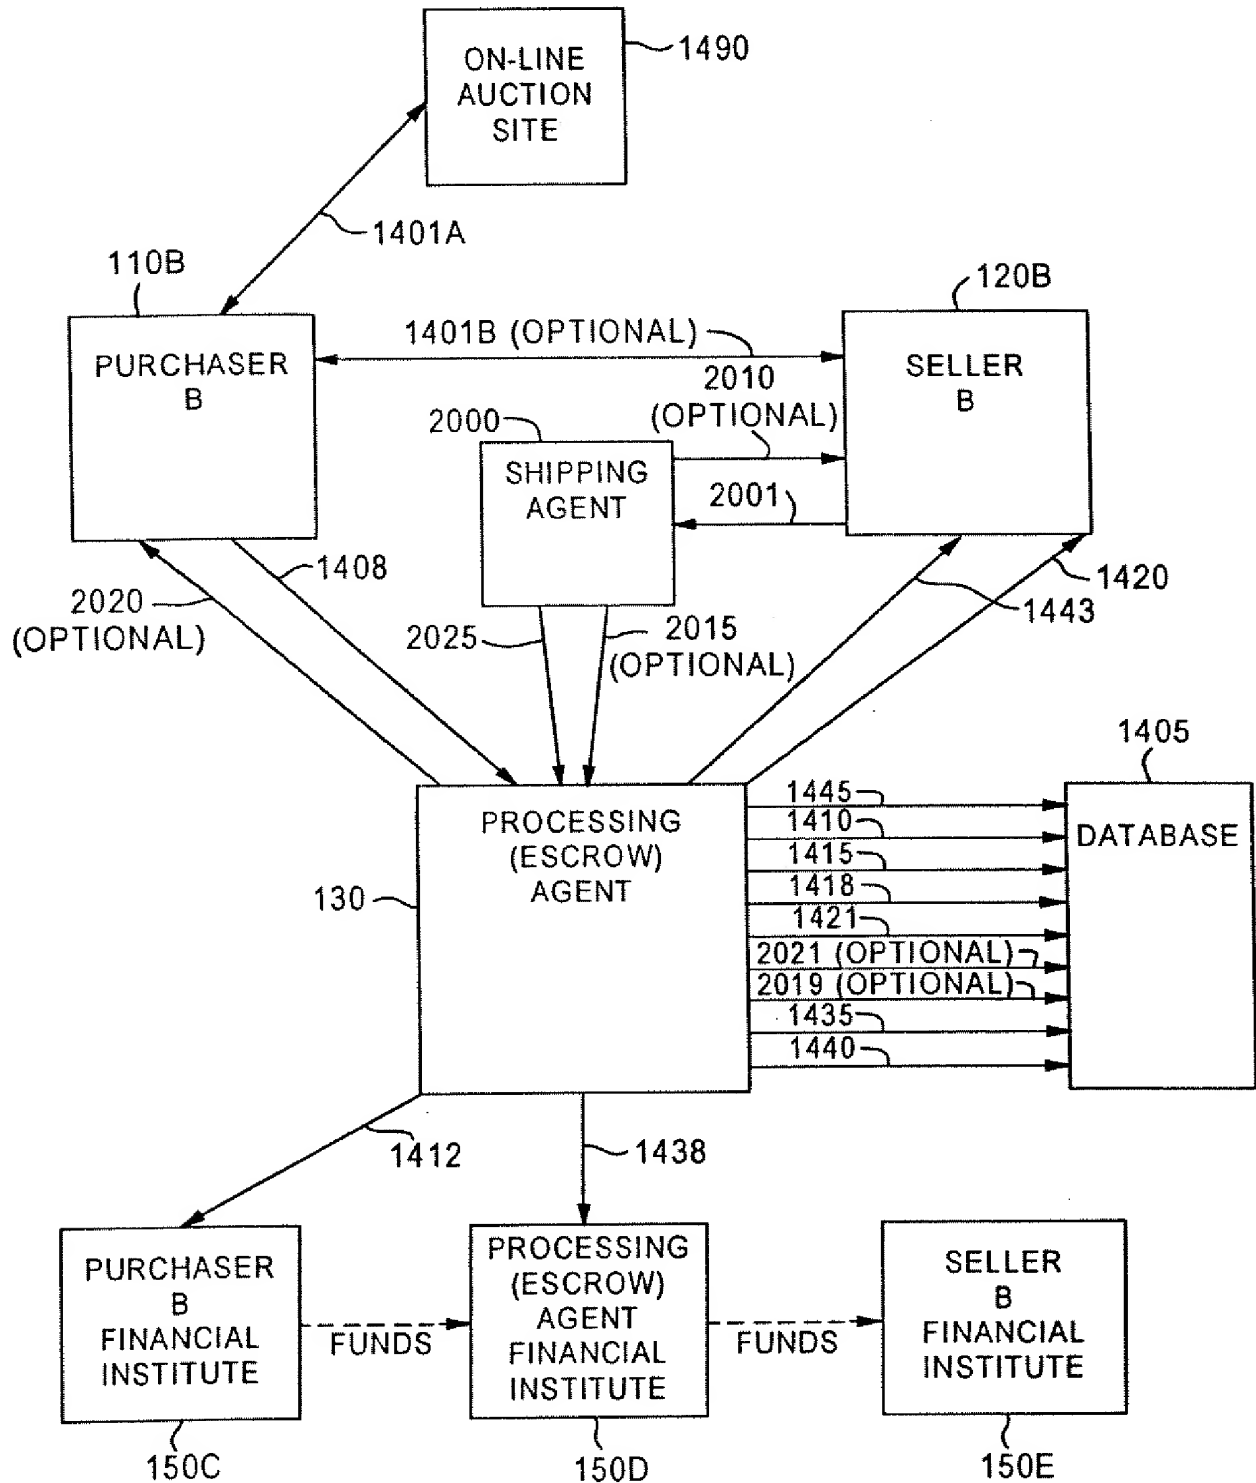 ON-LINE
AUCTION
SITE
1490
1401A
110B
120B
PURCHASER
B
1401B (OPTIONAL)
SELLER
B
2010
(OPTIONAL)
2000
SHIPPING
AGENT
2001
1408
2020
(OPTIONAL)
2025
2015
(OPTIONAL)
1443
1420
1405
PROCESSING
(ESCROW)
AGENT
130
1445
1410
1415
1418
1421
2021 (OPTIONAL)
2019 (OPTIONAL)
1435
1440
DATABASE
1412
1438
PURCHASER
B
FINANCIAL
INSTITUTE
FUNDS
PROCESSING
(ESCROW)
AGENT
FINANCIAL
INSTITUTE
FUNDS
SELLER
B
FINANCIAL
INSTITUTE
150C
150D
150E